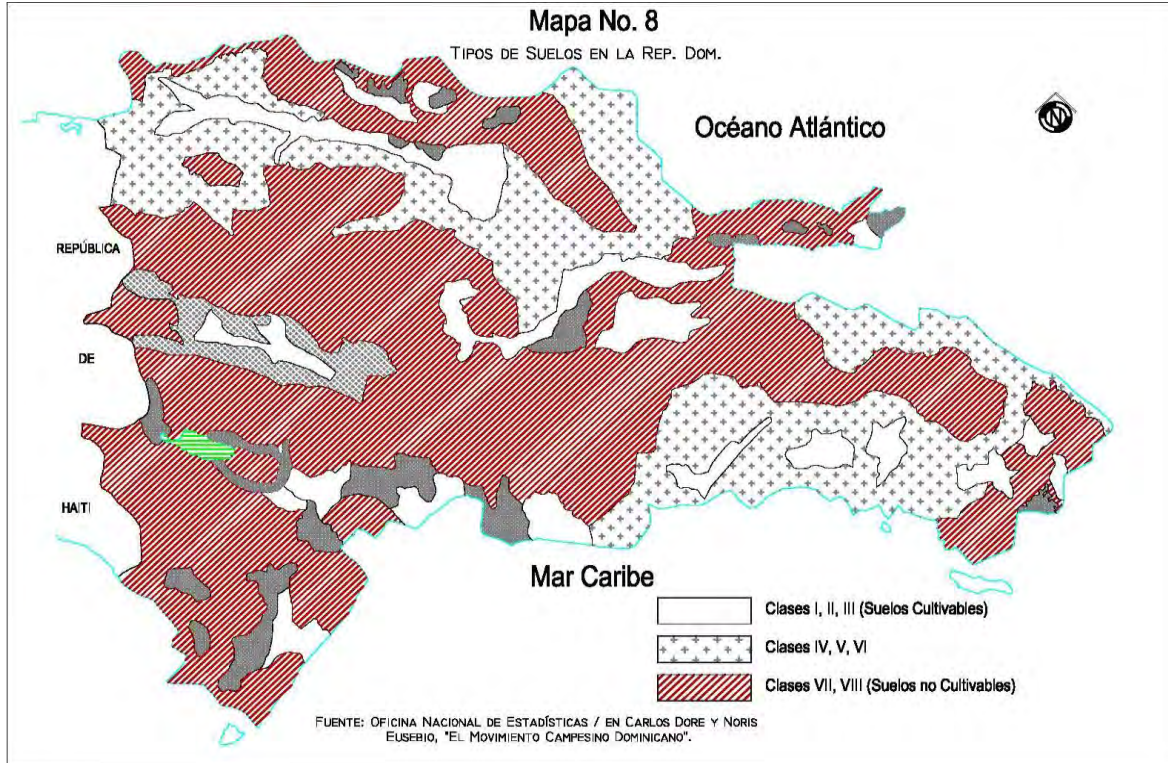 Mapa No. 8
TIPOS DE SUELOS EN LA REP. DOM.
Océano Atlántico
N
REPÚBLICA
DE
HAITI
Mar Caribe
Clases I, II, III (Suelos Cultivables)
Clases IV, V, VI
Clases VII, VIII (Suelos no Cultivables)
FUENTE: OFICINA NACIONAL DE ESTADÍSTICAS / EN CARLOS DORE Y NORIS
EUSEBIO, "EL MOVIMIENTO CAMPESINO DOMINICANO".